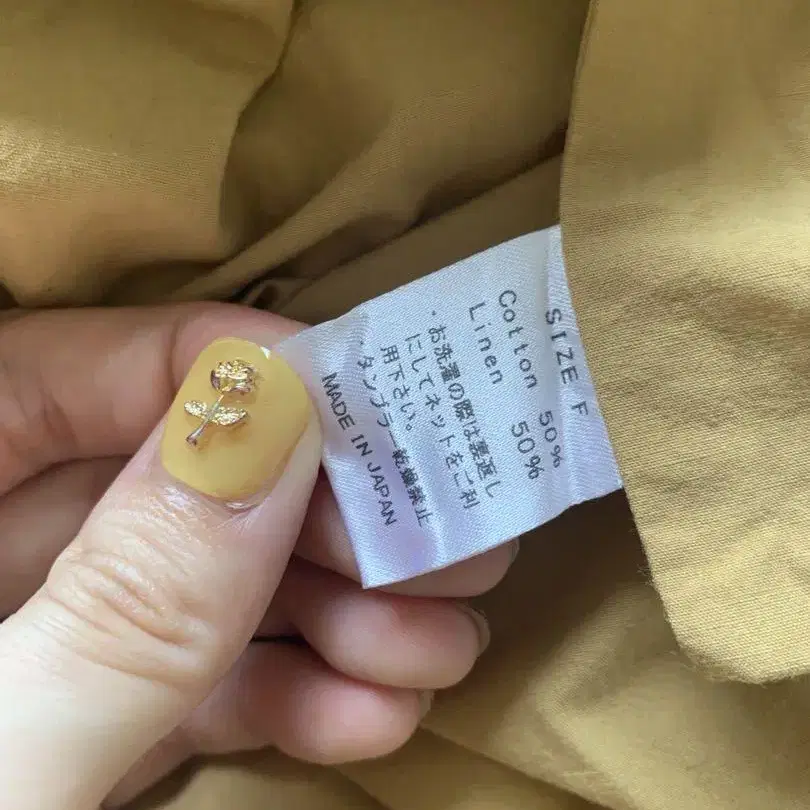 SIZE F
Cotton 50%
Linen 50%
・お洗濯の際は裏返し
にしてネットをご利
用下さい。
・タンブラー乾燥禁止
MADE IN JAPAN